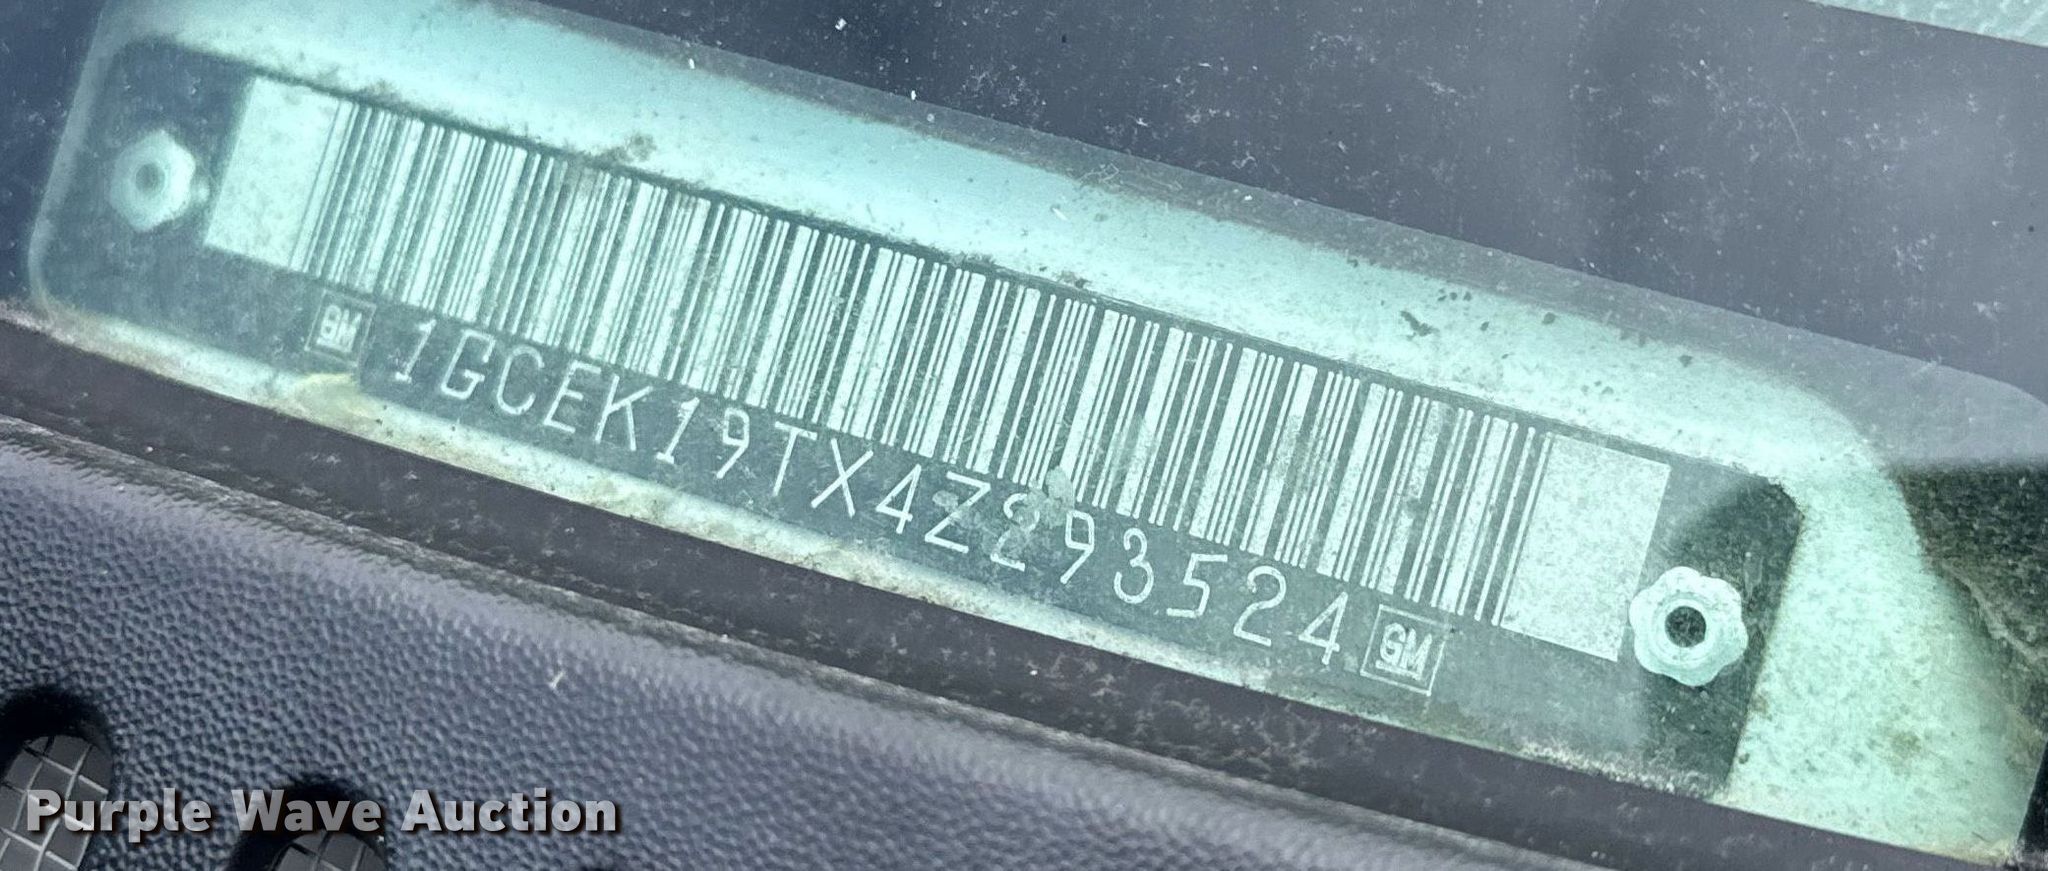 GM 1GCEK19TX4Z293524 GM
Purple Wave Auction